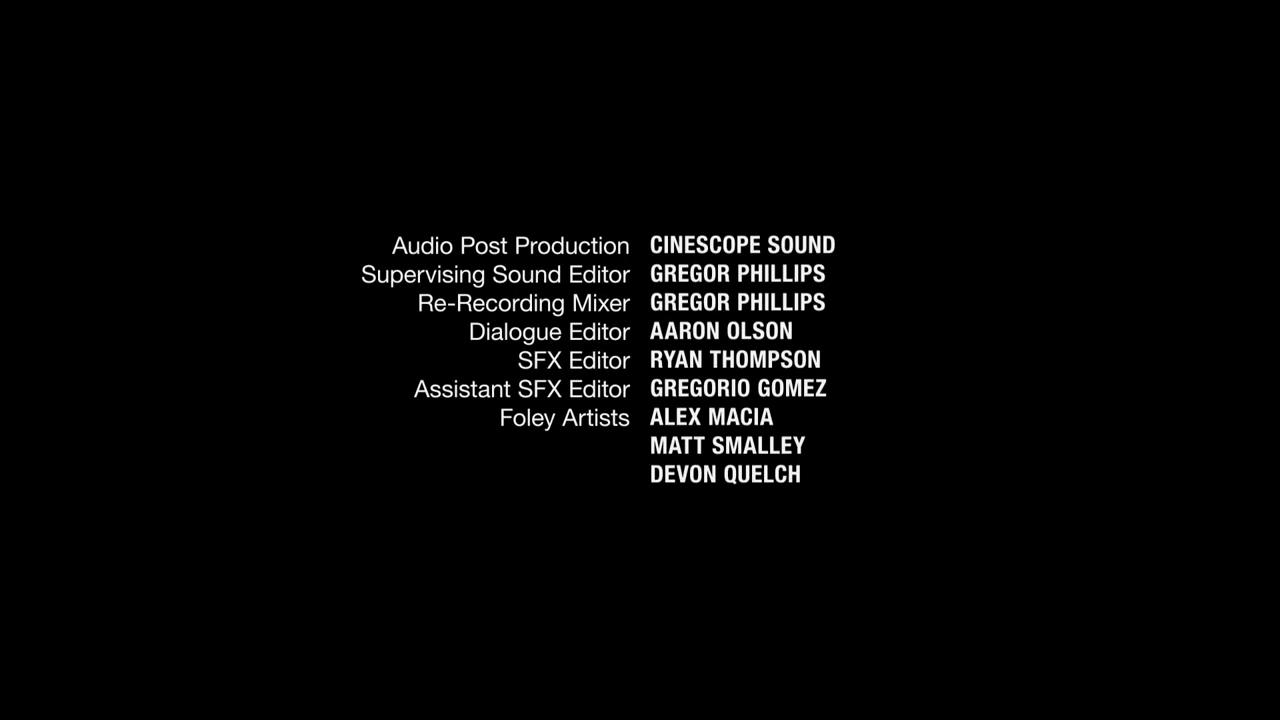 Audio Post Production CINESCOPE SOUND
Supervising Sound Editor GREGOR PHILLIPS
Re-Recording Mixer GREGOR PHILLIPS
Dialogue Editor AARON OLSON
SFX Editor RYAN THOMPSON
Assistant SFX Editor GREGORIO GOMEZ
Foley Artists ALEX MACIA
MATT SMALLEY
DEVON QUELCH